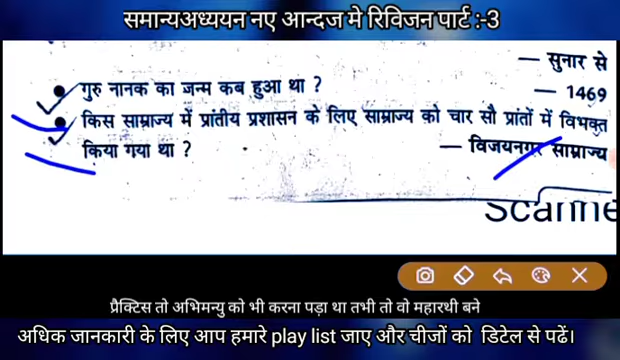 समान्यअध्ययन नए आन्दज मे रिविजन पार्ट :-3
— सुनार से
गुरु नानक का जन्म कब हुआ था ? — 1469
किस साम्राज्य में प्रांतीय प्रशासन के लिए साम्राज्य को चार सौ प्रांतों में विभक्त
किया गया था ? — विजयनगर साम्राज्य
Scanne
प्रैक्टिस तो अभिमन्यु को भी करना पड़ा था तभी तो वो महारथी बने
अधिक जानकारी के लिए आप हमारे play list जाए और चीजों को डिटेल से पढें।